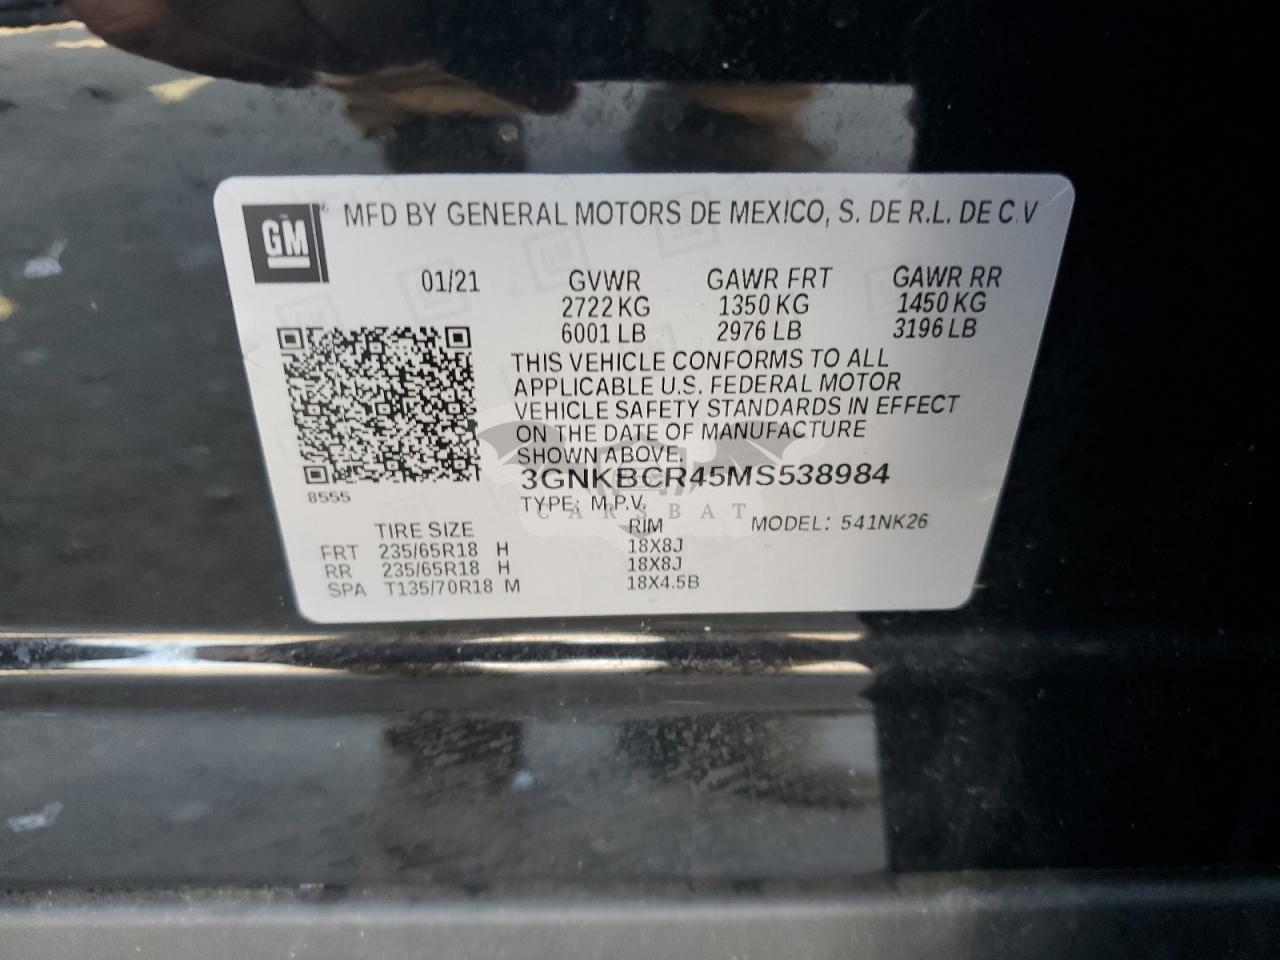 GM
MFD BY GENERAL MOTORS DE MEXICO, S. DE R.L. DE C.V
01/21 GVWR GAWR FRT GAWR RR
2722 KG 1350 KG 1450 KG
6001 LB 2976 LB 3196 LB
THIS VEHICLE CONFORMS TO ALL
APPLICABLE U.S. FEDERAL MOTOR
VEHICLE SAFETY STANDARDS IN EFFECT
ON THE DATE OF MANUFACTURE
SHOWN ABOVE.
3GNKBCR45MS538984
8555
TYPE: M.P.V.
CARSBAT
TIRE SIZE RIM MODEL: 541NK26
FRT 235/65R18 H 18X8J
RR 235/65R18 H 18X8J
SPA T135/70R18 M 18X4.5B